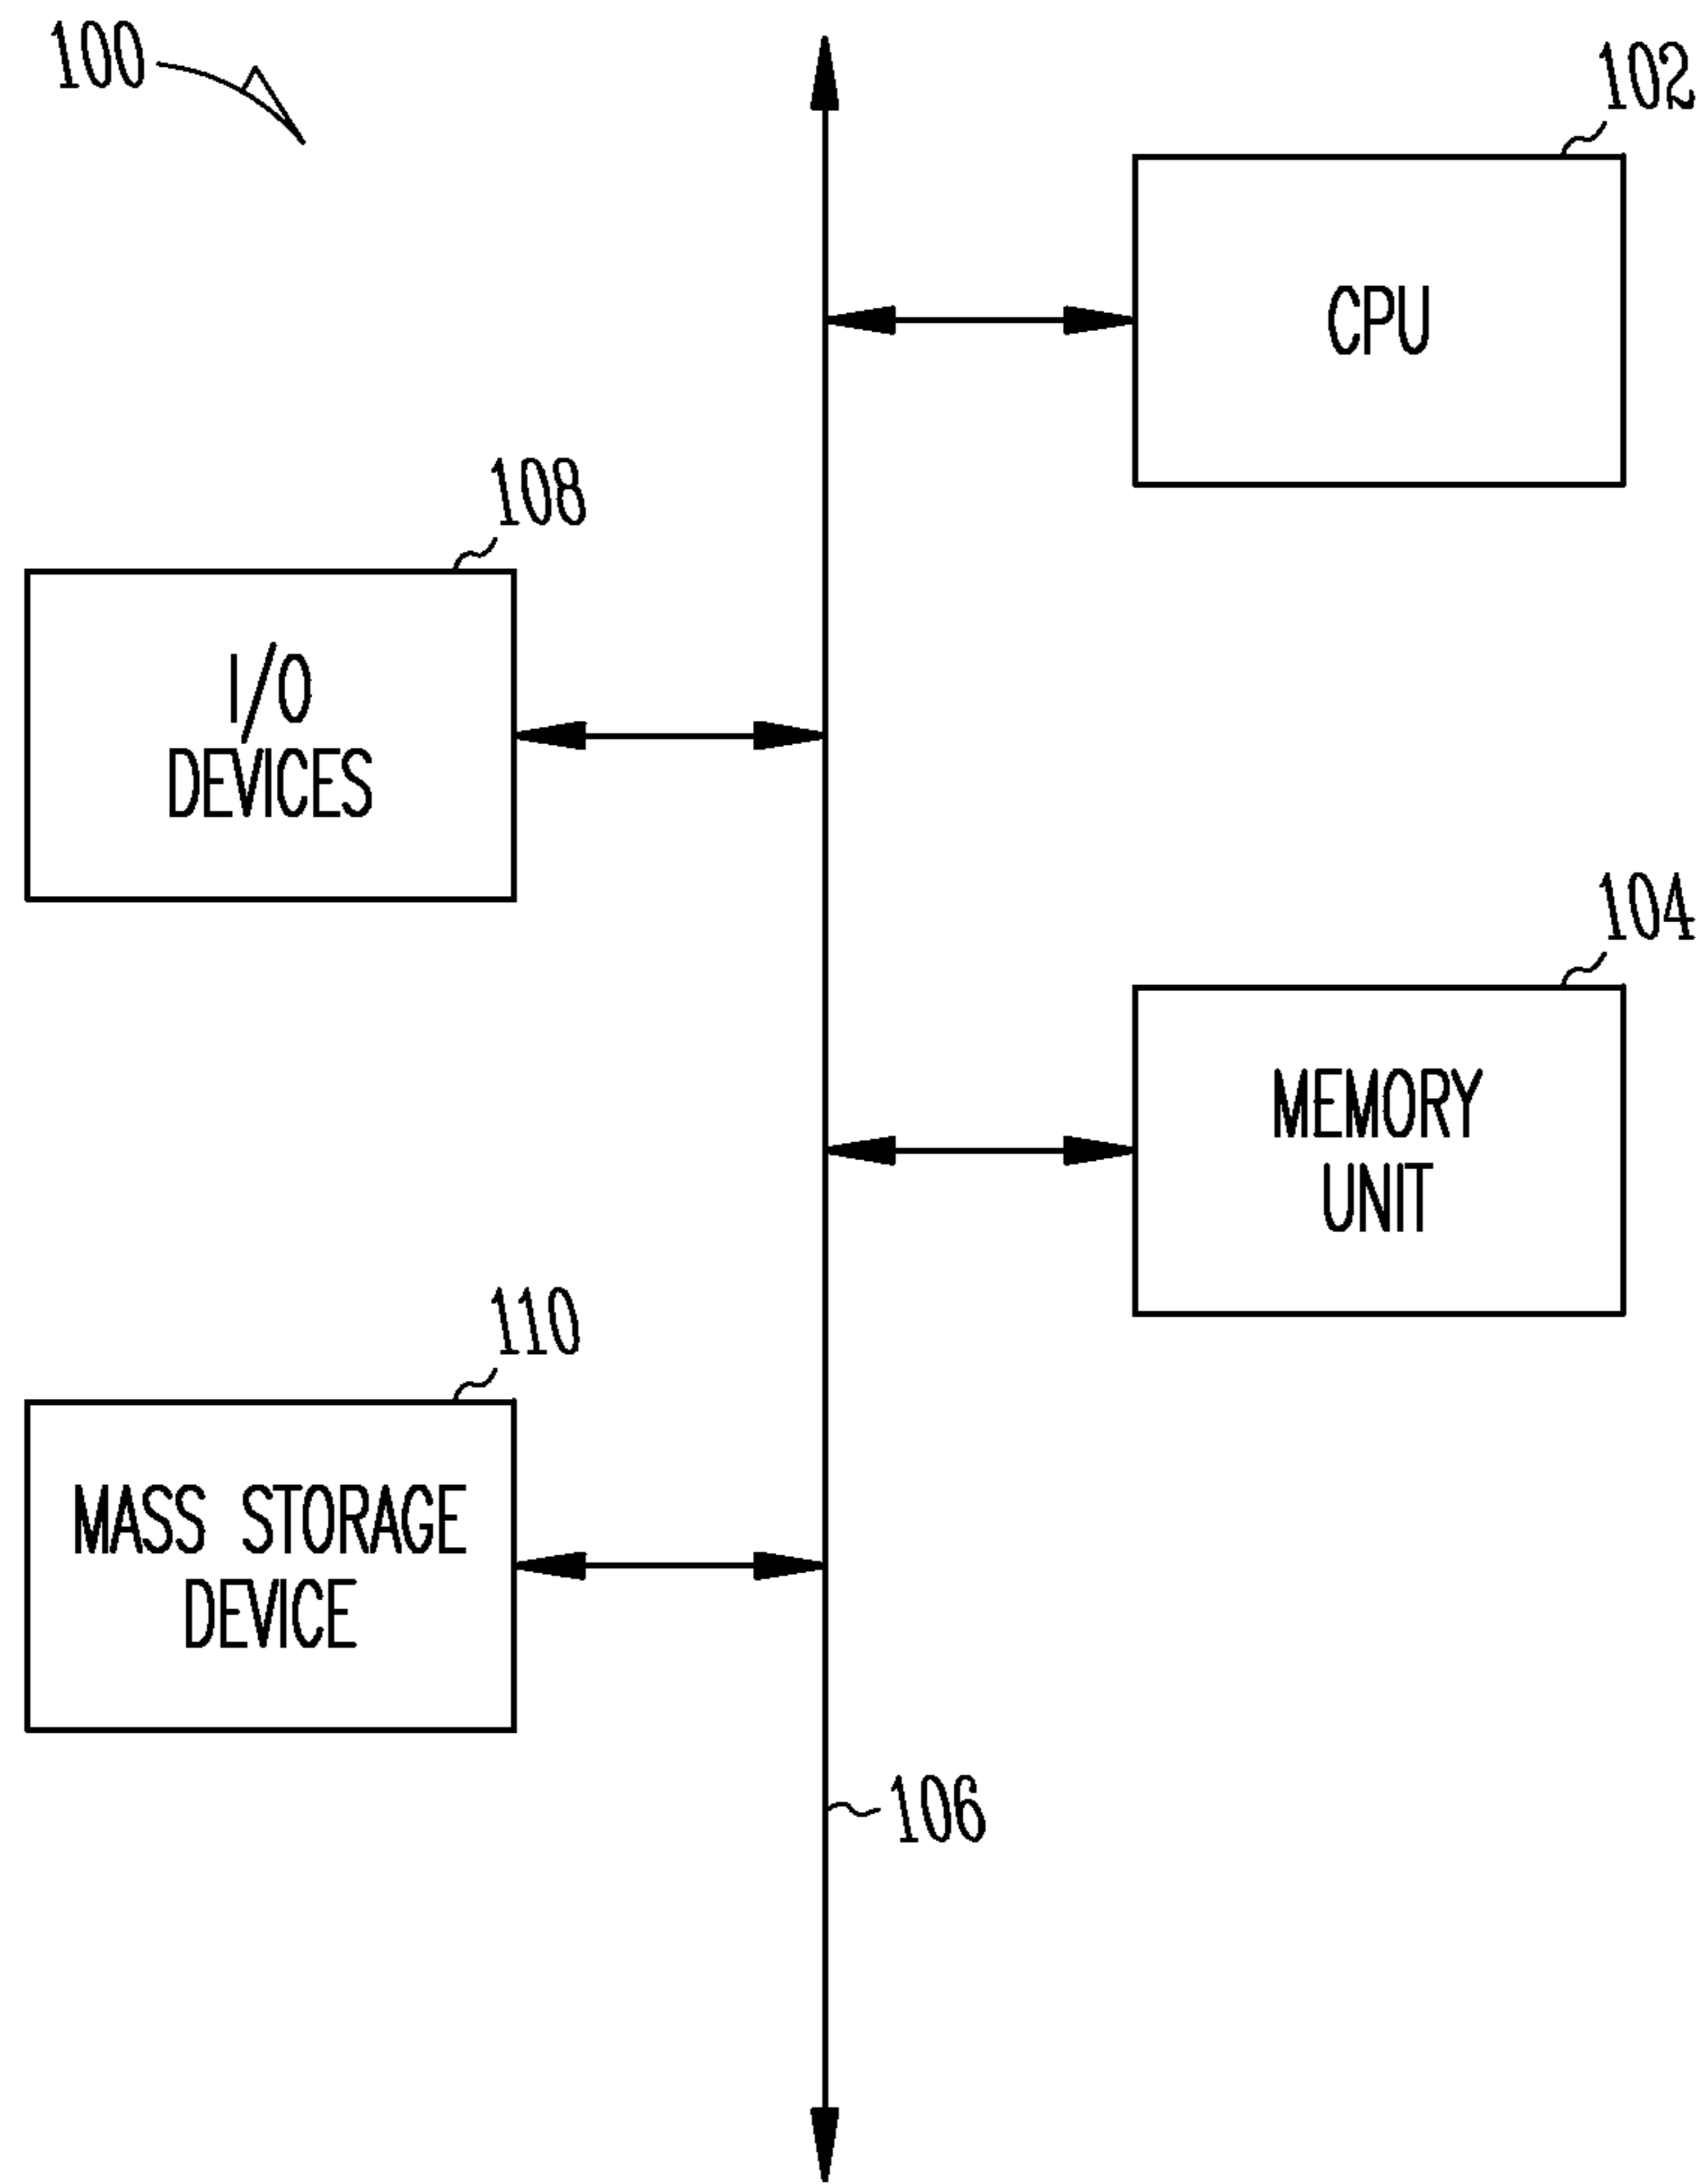 100
102
CPU
108
I/O
DEVICES
104
MEMORY
UNIT
110
MASS STORAGE
DEVICE
106